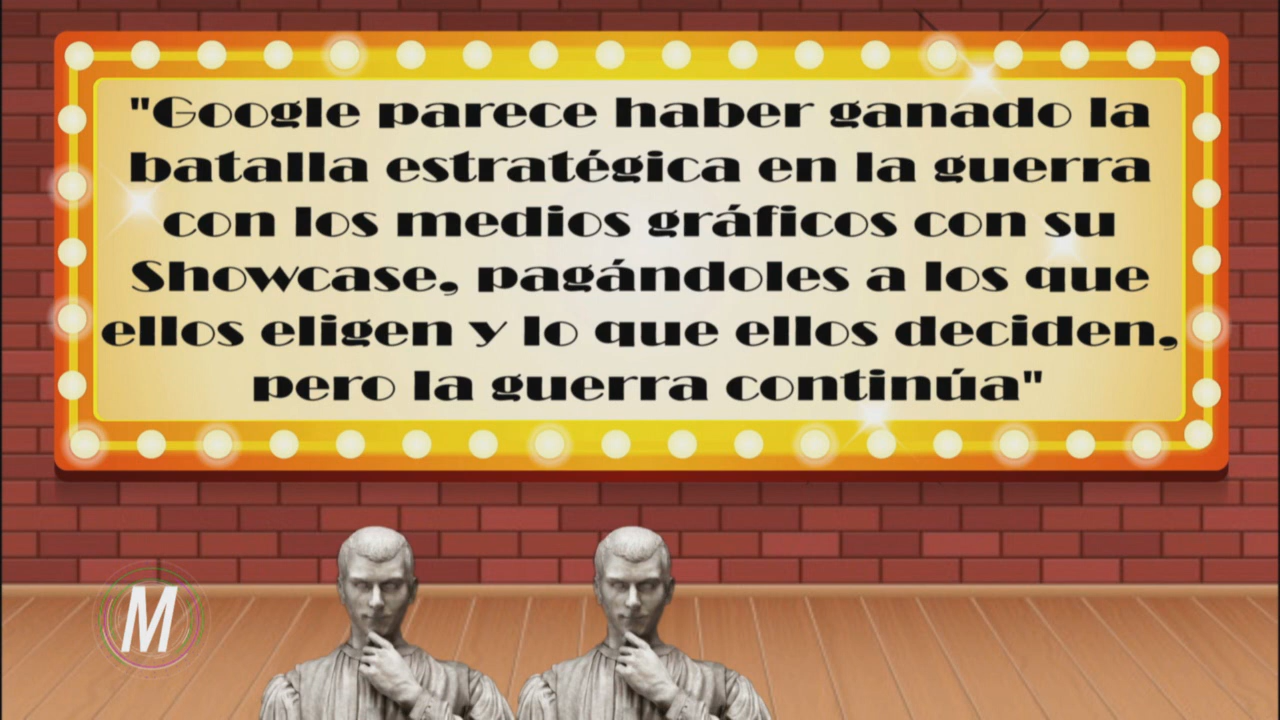 "Google parece haber ganado la
batalla estratégica en la guerra
con los medios gráficos con su
Showcase, pagándoles a los que
ellos eligen y lo que ellos deciden,
pero la guerra continúa"
M